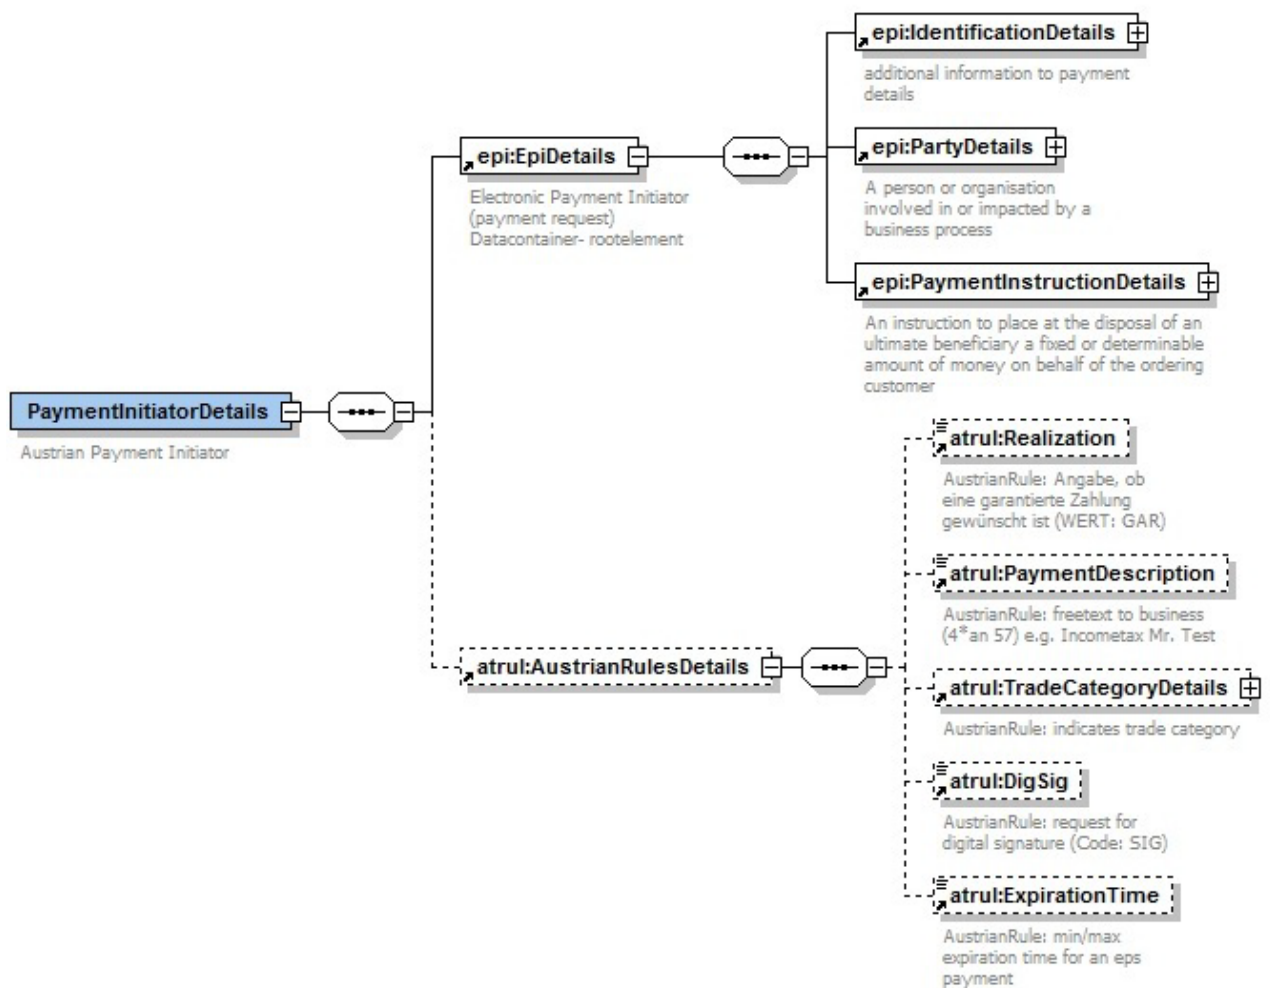 epi:IdentificationDetails
additional information to payment
details
epi:PartyDetails
A person or organisation
involved in or impacted by a
business process
epi:EpiDetails
Electronic Payment Initiator
(payment request)
Datacontainer- rootelement
epi:PaymentInstructionDetails
An instruction to place at the disposal of an
ultimate beneficiary a fixed or determinable
amount of money on behalf of the ordering
customer
PaymentInitiatorDetails
Austrian Payment Initiator
atrul:Realization
AustrianRule: Angabe, ob
eine garantierte Zahlung
gewünscht ist (WERT: GAR)
atrul:PaymentDescription
AustrianRule: freetext to business
(4*an 57) e.g. Incometax Mr. Test
atrul:AustrianRulesDetails
atrul:TradeCategoryDetails
AustrianRule: indicates trade category
atrul:DigSig
AustrianRule: request for
digital signature (Code: SIG)
atrul:ExpirationTime
AustrianRule: min/max
expiration time for an eps
payment